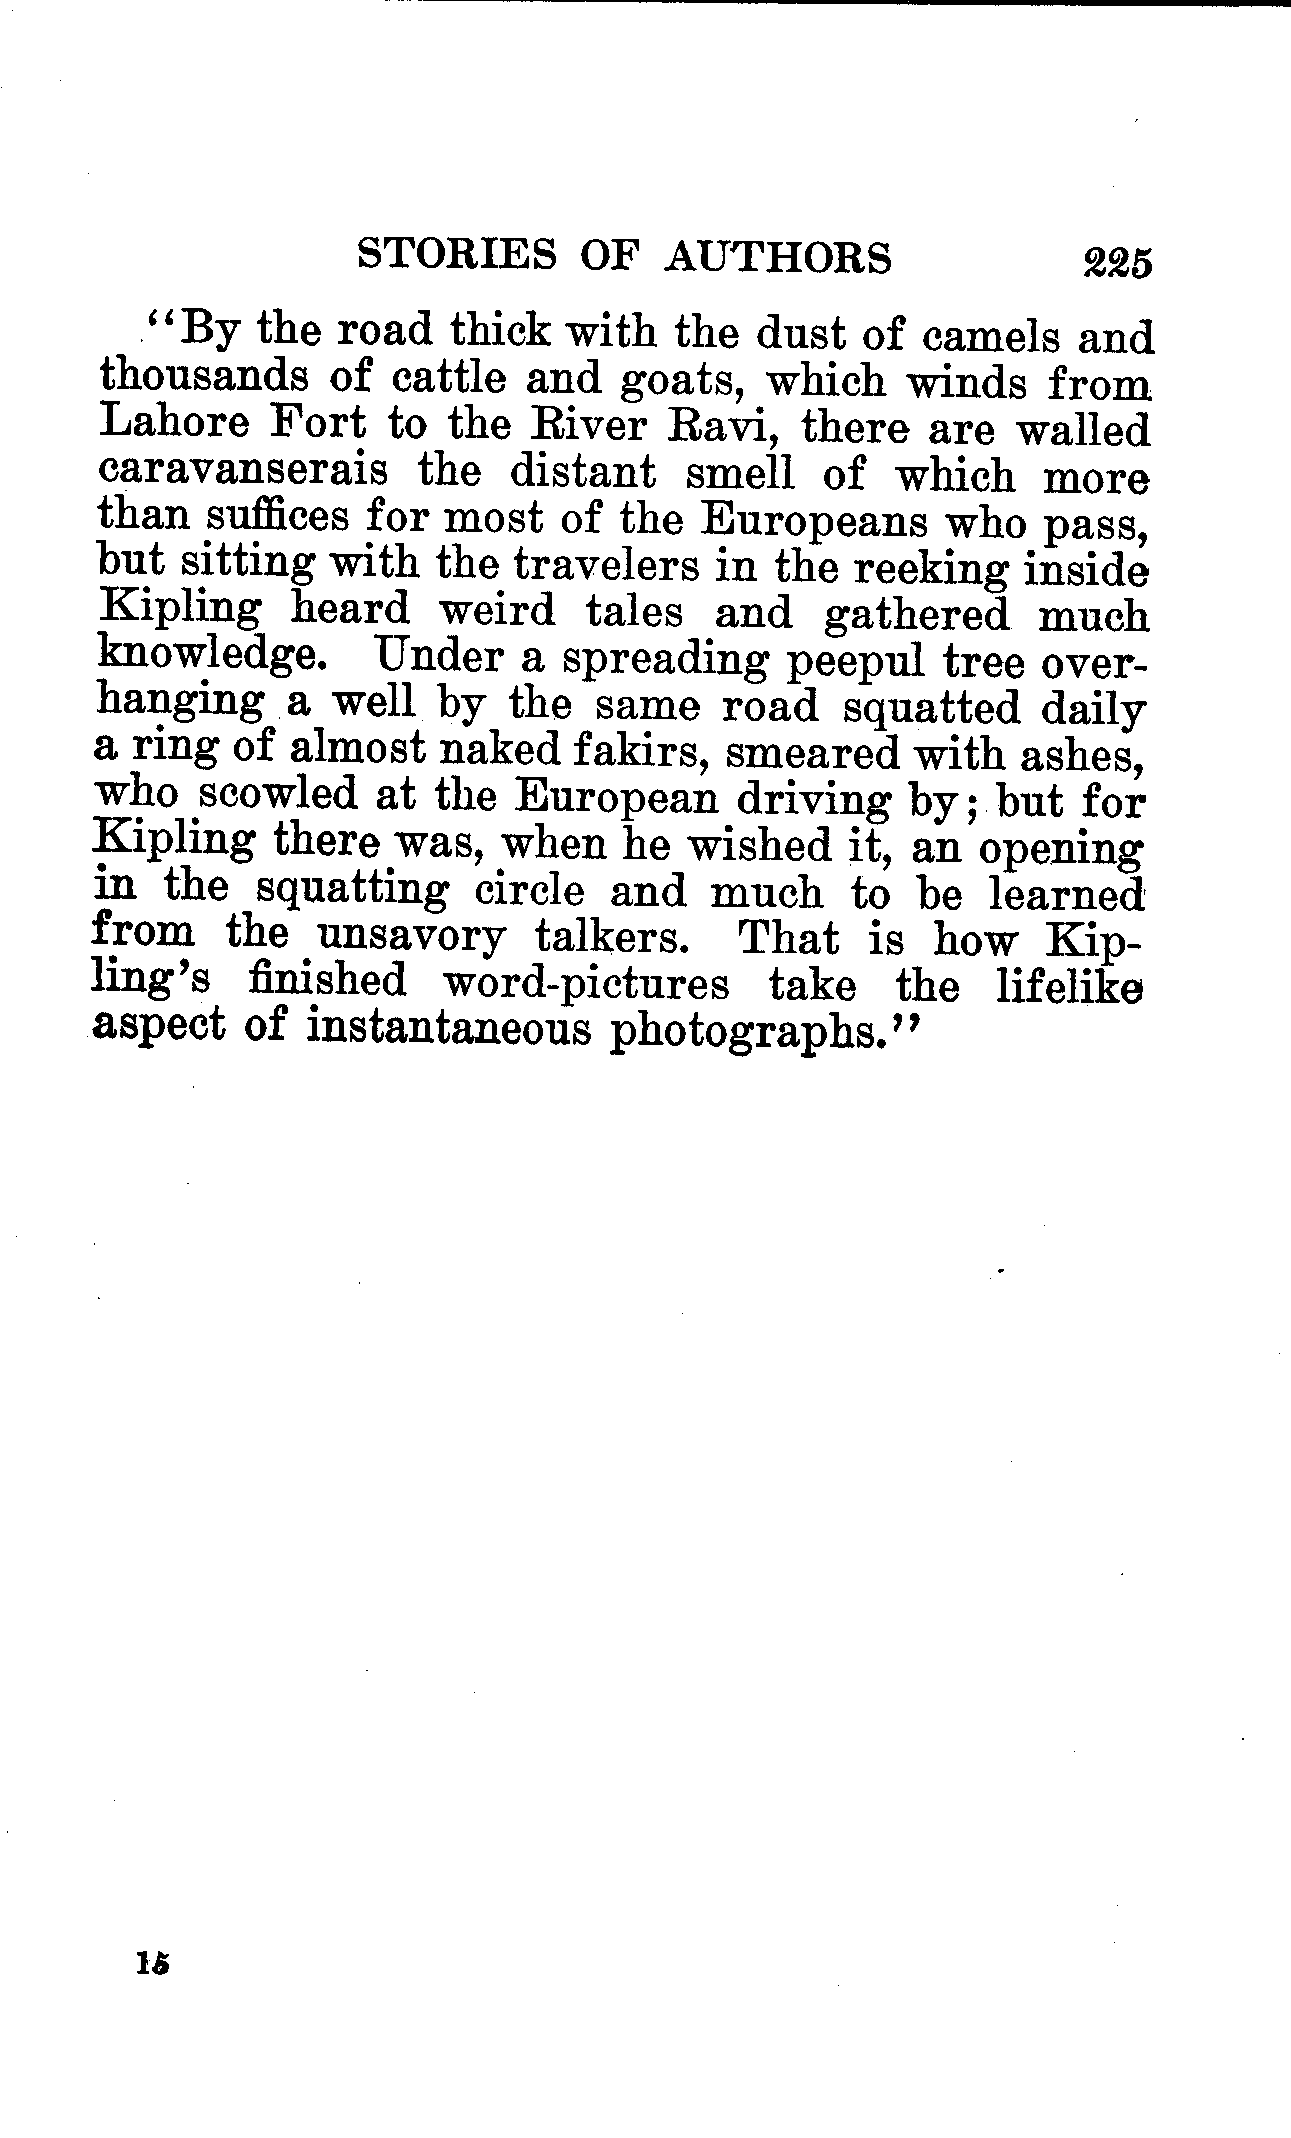 STORIES OF AUTHORS 225
"By the road thick with the dust of camels and
thousands of cattle and goats, which winds from
Lahore Fort to the River Ravi, there are walled
caravanserais the distant smell of which more
than suffices for most of the Europeans who pass,
but sitting with the travelers in the reeking inside
Kipling heard weird tales and gathered much
knowledge. Under a spreading peepul tree over-
hanging a well by the same road squatted daily
a ring of almost naked fakirs, smeared with ashes,
who scowled at the European driving by; but for
Kipling there was, when he wished it, an opening
in the squatting circle and much to be learned
from the unsavory talkers. That is how Kip-
ling's finished word-pictures take the lifelike
aspect of instantaneous photographs."
15